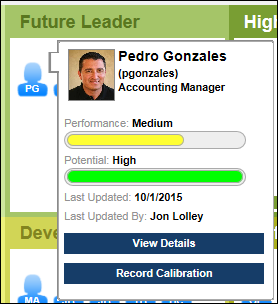 Future Leader
High
PG
Pedro Gonzales
(pgonzales)
Accounting Manager
Performance: Medium
Potential: High
Last Updated: 10/1/2015
Last Updated By: Jon Lolley
View Details
Record Calibration
Deve
MA